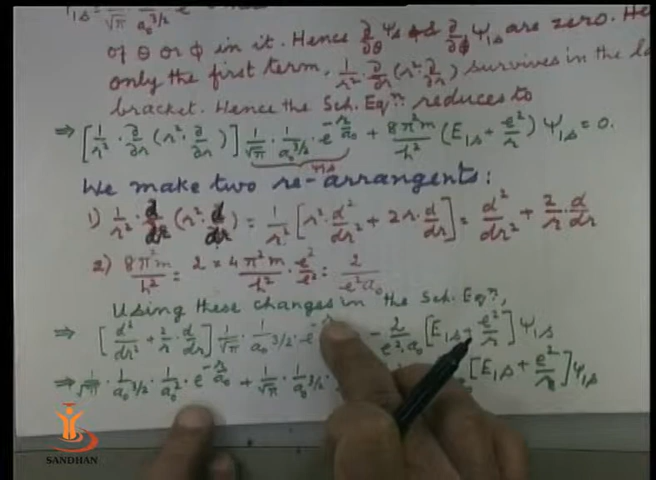 of θ or φ in it. Hence ∂/∂θ Ψ1s ∂/∂φ Ψ1s are zero.
only the first term, 1/r² · ∂/∂r (r² · ∂/∂r) survives in the
bracket. Hence the Sch. Eqⁿ. reduces to
⇒ [1/r² · ∂/∂r (r² · ∂/∂r)] 1/√π · 1/a₀^3/2 · e^-r/a₀ + 8π²m/h² (E1s + e²/r) Ψ1s = 0.
Ψ1s
We make two re-arrangents:
1) 1/r² · d/dr (r² · d/dr) = 1/r² [r² · d²/dr² + 2r · d/dr] = d²/dr² + 2/r · d/dr
2) 8π²m/h² = 2 × 4π²m/h² · e²/e² = 2/e²a₀
Using these changes in the Sch. Eqⁿ,
⇒ [d²/dr² + 2/r · d/dr] 1/√π · 1/a₀^3/2 · e - 2/e²·a₀ [E1s + e²/r] Ψ1s
⇒ 1/√π · 1/a₀^3/2 · 1/a₀² · e^-r/a₀ + 1/√π · 1/a₀^3/2 · [E1s + e²/r] Ψ1s
SANDHAN